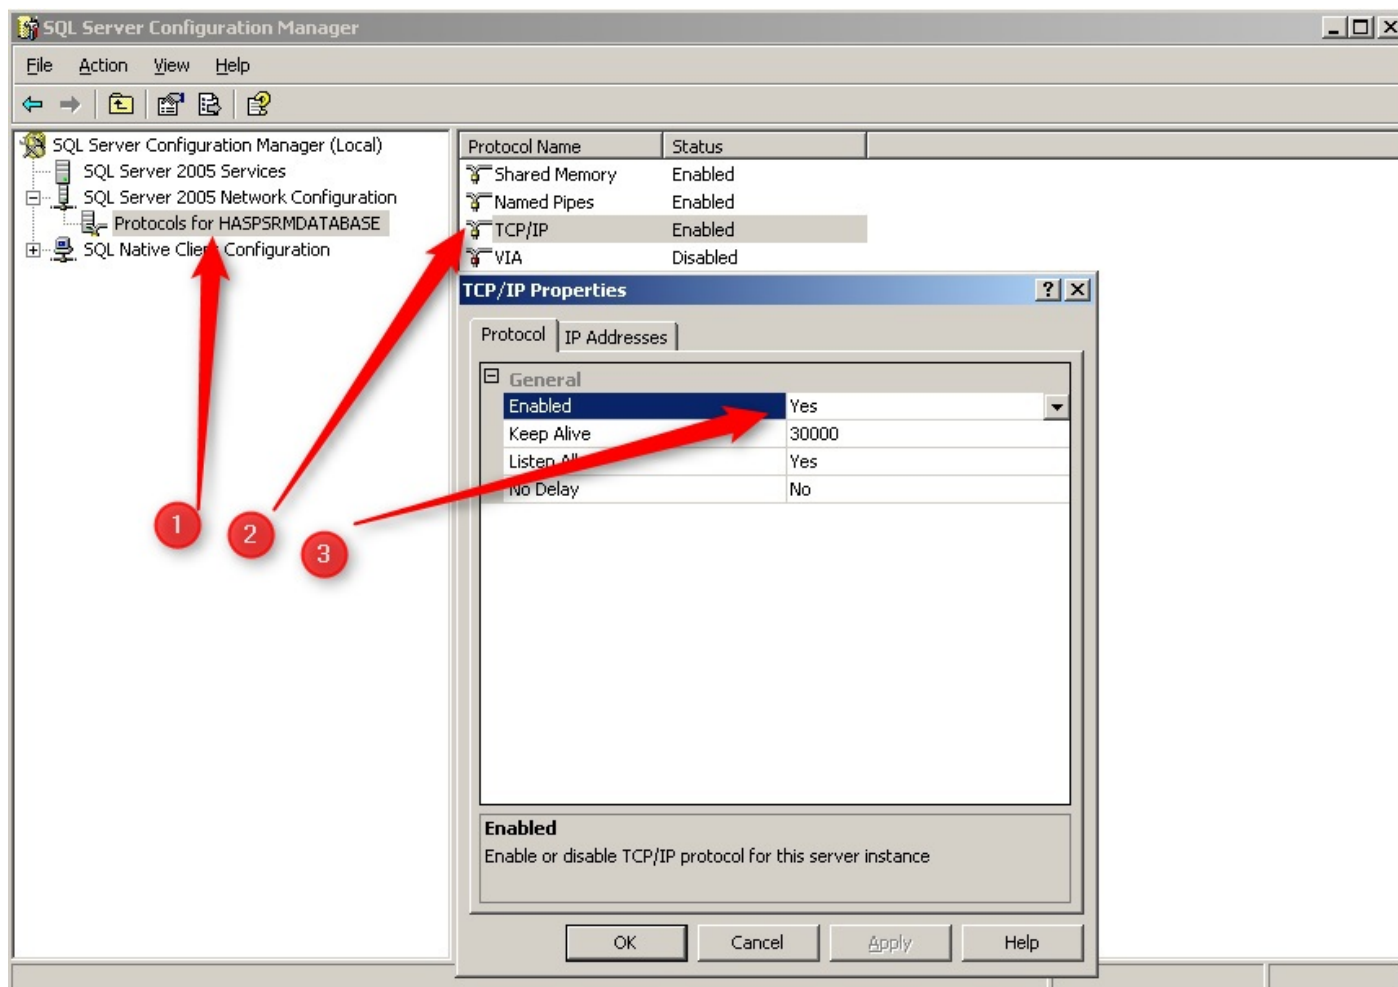 SQL Server Configuration Manager
File Action View Help
SQL Server Configuration Manager (Local)
SQL Server 2005 Services
SQL Server 2005 Network Configuration
Protocols for HASPSRMDATABASE
SQL Native Client Configuration
Protocol Name Status
Shared Memory Enabled
Named Pipes Enabled
TCP/IP Enabled
VIA Disabled
TCP/IP Properties
Protocol IP Addresses
General
Enabled Yes
Keep Alive 30000
Listen All Yes
No Delay No
1
2
3
Enabled
Enable or disable TCP/IP protocol for this server instance
OK Cancel Apply Help